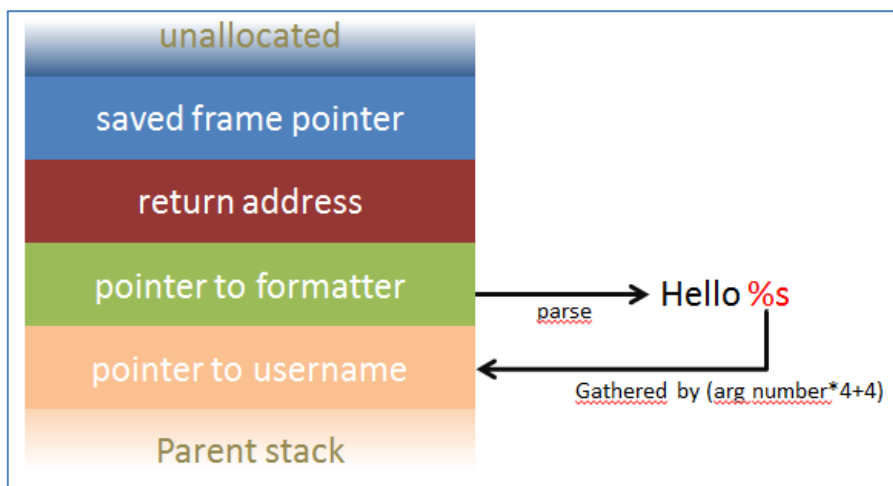 unallocated
saved frame pointer
return address
pointer to formatter
parse
Hello %s
pointer to username
Gathered by (arg number*4+4)
Parent stack